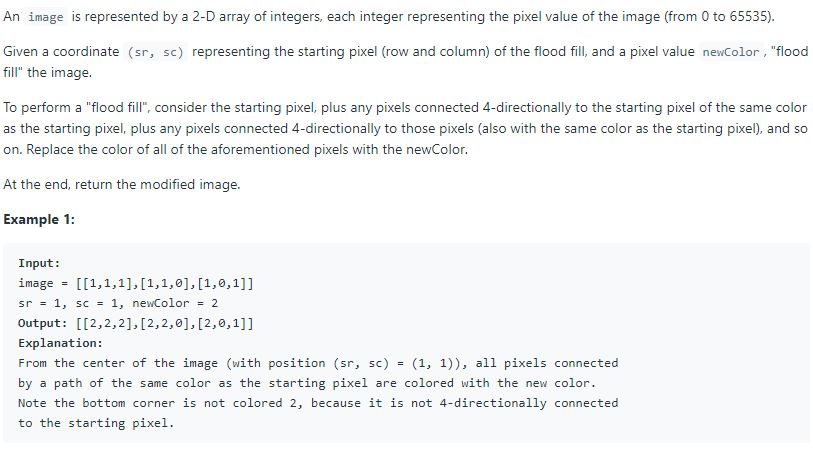 An image is represented by a 2-D array of integers, each integer representing the pixel value of the image (from 0 to 65535).
Given a coordinate (sr, sc) representing the starting pixel (row and column) of the flood fill, and a pixel value newColor, "flood
fill" the image.
To perform a "flood fill", consider the starting pixel, plus any pixels connected 4-directionally to the starting pixel of the same color
as the starting pixel, plus any pixels connected 4-directionally to those pixels (also with the same color as the starting pixel), and so
on. Replace the color of all of the aforementioned pixels with the newColor.
At the end, return the modified image.
Example 1:
Input:
image = [[1,1,1],[1,1,0],[1,0,1]]
sr = 1, sc = 1, newColor = 2
Output: [[2,2,2],[2,2,0],[2,0,1]]
Explanation:
From the center of the image (with position (sr, sc) = (1, 1)), all pixels connected
by a path of the same color as the starting pixel are colored with the new color.
Note the bottom corner is not colored 2, because it is not 4-directionally connected
to the starting pixel.